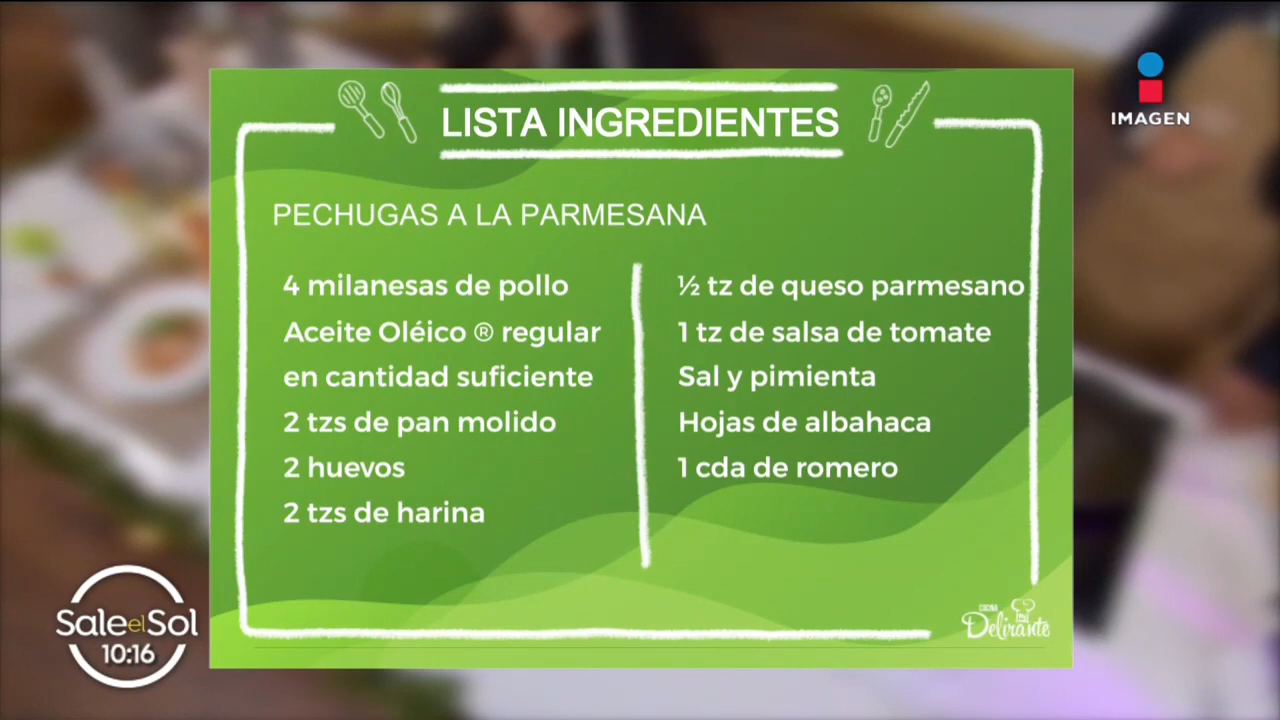 LISTA INGREDIENTES
IMAGEN
PECHUGAS A LA PARMESANA
4 milanesas de pollo
Aceite Oléico ® regular
en cantidad suficiente
2 tzs de pan molido
2 huevos
2 tzs de harina
½ tz de queso parmesano
1 tz de salsa de tomate
Sal y pimienta
Hojas de albahaca
1 cda de romero
COCINA
Delirante
Sale el Sol
10:16